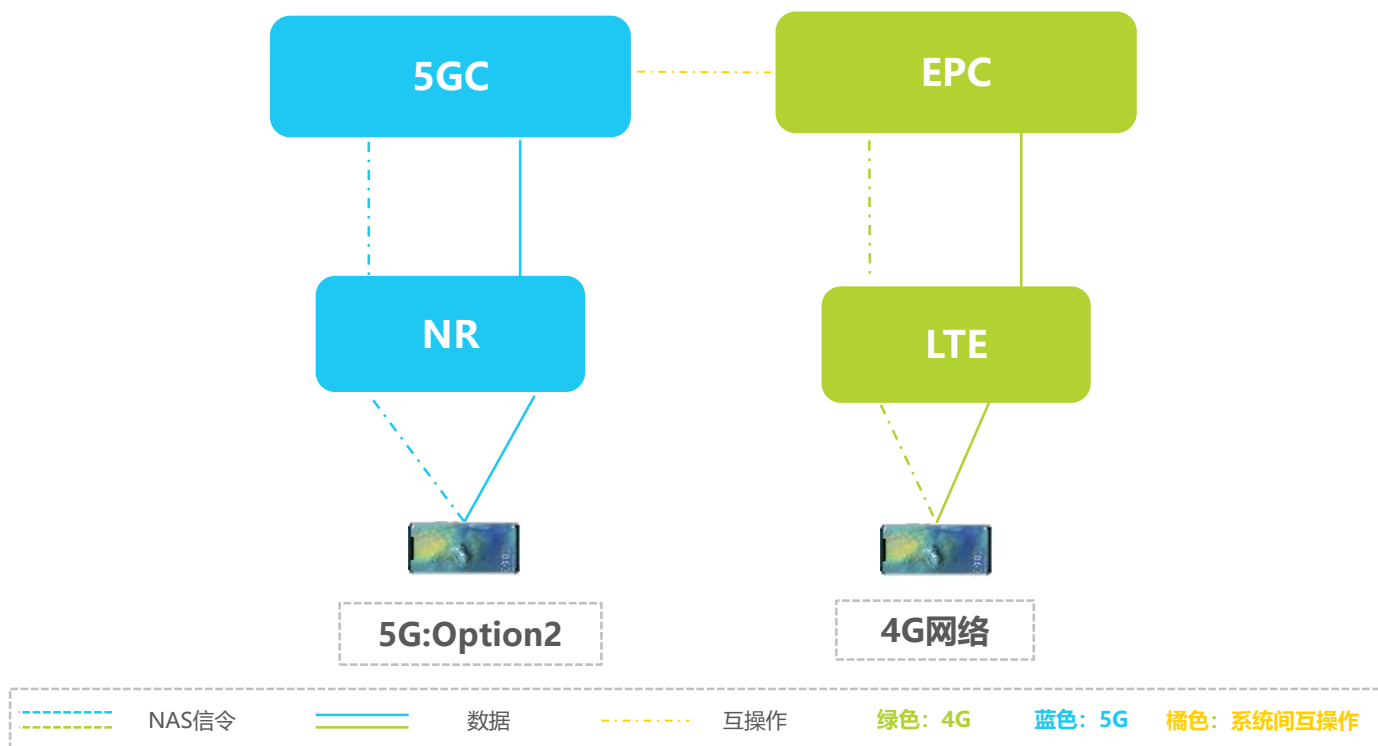 5GC
EPC
NR
LTE
5G:Option2
4G网络
NAS信令
数据
互操作
绿色：4G
蓝色：5G
橘色：系统间互操作